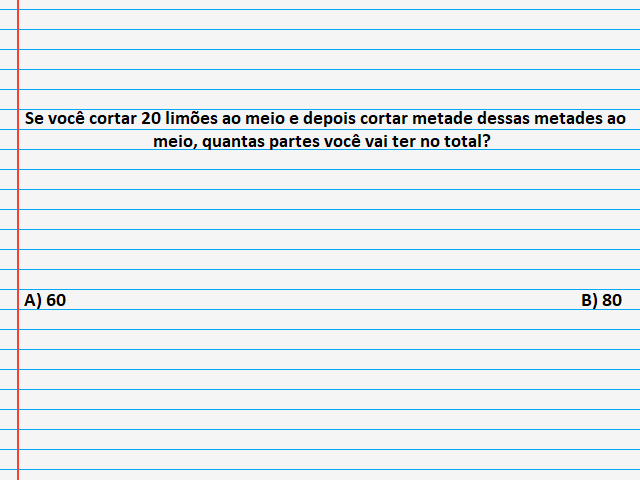 Se você cortar 20 limões ao meio e depois cortar metade dessas metades ao
meio, quantas partes você vai ter no total?
A) 60
B) 80